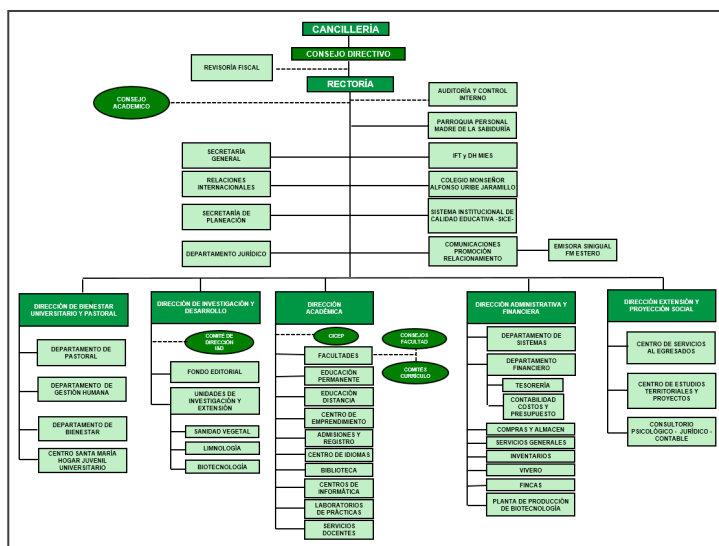 CANCILLERÍA
CONSEJO DIRECTIVO
REVISORÍA FISCAL
RECTORÍA
CONSEJO
ACADEMICO
AUDITORÍA Y CONTROL
INTERNO
PARROQUIA PERSONAL
MADRE DE LA SABIDURÍA
SECRETARÍA
GENERAL
IFT y DH MIES
RELACIONES
INTERNACIONALES
COLEGIO MONSEÑOR
ALFONSO URIBE JARAMILLO
SECRETARÍA DE
PLANEACIÓN
SISTEMA INSTITUCIONAL DE
CALIDAD EDUCATIVA -SICE-
DEPARTAMENTO JURÍDICO
COMUNICACIONES
PROMOCIÓN
RELACIONAMIENTO
EMISORA SINIGUAL
FM ESTERO
DIRECCIÓN DE BIENESTAR
UNIVERSITARIO Y PASTORAL
DEPARTAMENTO DE
PASTORAL
DEPARTAMENTO DE
GESTIÓN HUMANA
DEPARTAMENTO DE
BIENESTAR
CENTRO SANTA MARÍA
HOGAR JUVENIL
UNIVERSITARIO
DIRECCIÓN DE INVESTIGACIÓN Y
DESARROLLO
COMITÉ DE
DIRECCIÓN
I&D
FONDO EDITORIAL
UNIDADES DE
INVESTIGACIÓN Y
EXTENSIÓN
SANIDAD VEGETAL
LIMNOLOGÍA
BIOTECNOLOGÍA
DIRECCIÓN
ACADÉMICA
CICEP
FACULTADES
CONSEJOS
FACULTAD
COMITÉS
CURRÍCULO
EDUCACIÓN
PERMANENTE
EDUCACIÓN
DISTANCIA
CENTRO DE
EMPRENDIMIENTO
ADMISIONES Y
REGISTRO
CENTRO DE IDIOMAS
BIBLIOTECA
CENTROS DE
INFORMÁTICA
LABORATORIOS
DE PRÁCTICAS
SERVICIOS
DOCENTES
DIRECCIÓN ADMINISTRATIVA Y
FINANCIERA
DEPARTAMENTO DE
SISTEMAS
DEPARTAMENTO
FINANCIERO
TESORERÍA
CONTABILIDAD
COSTOS Y
PRESUPUESTO
COMPRAS Y ALMACEN
SERVICIOS GENERALES
INVENTARIOS
VIVERO
FINCAS
PLANTA DE PRODUCCIÓN
DE BIOTECNOLOGÍA
DIRECCIÓN EXTENSIÓN Y
PROYECCIÓN SOCIAL
CENTRO DE SERVICIOS
AL EGRESADOS
CENTRO DE ESTUDIOS
TERRITORIALES Y
PROYECTOS
CONSULTORIO
PSICOLÓGICO - JURÍDICO -
CONTABLE